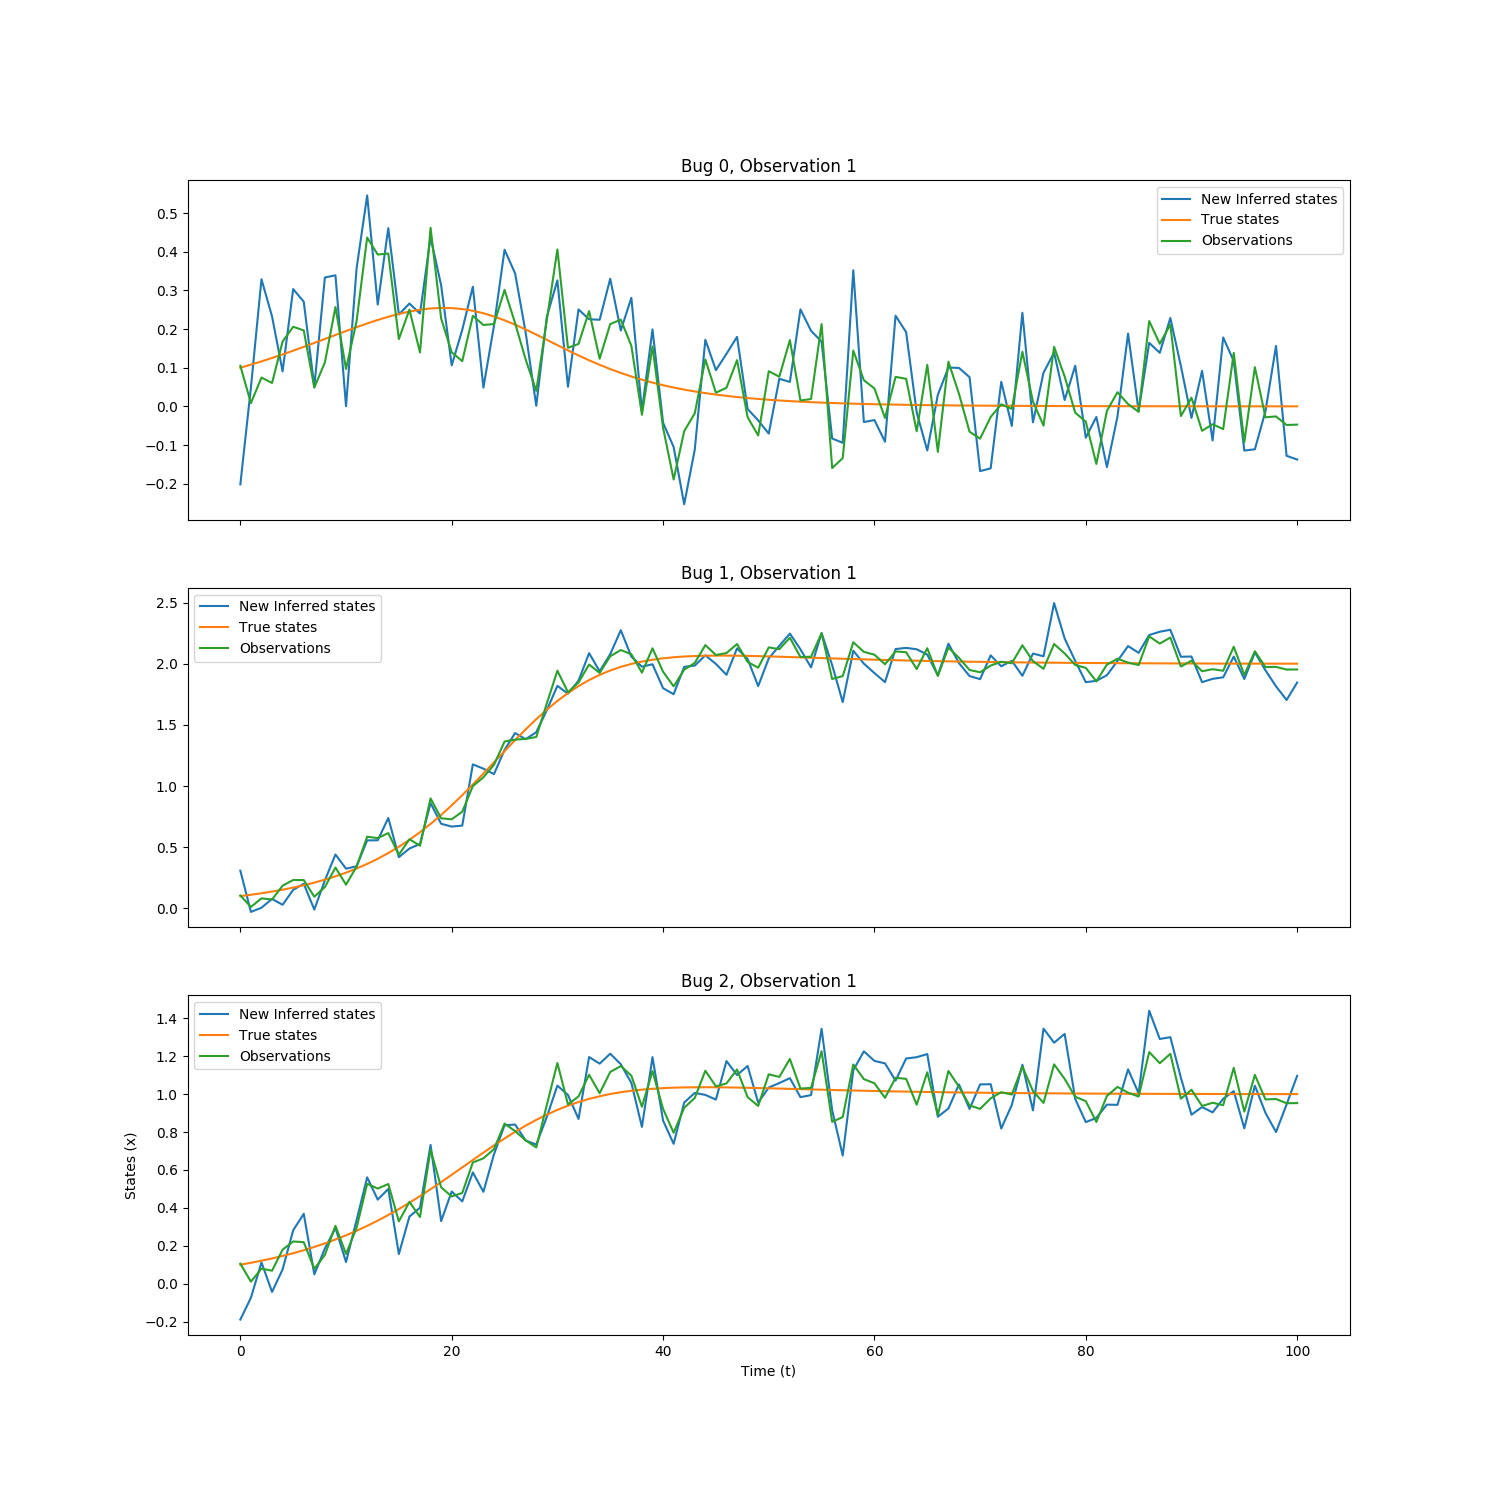 Bug 0, Observation 1
New Inferred states
True states
Observations
0.5
0.4
0.3
0.2
0.1
0.0
−0.1
−0.2
Bug 1, Observation 1
New Inferred states
True states
Observations
2.5
2.0
1.5
1.0
0.5
0.0
Bug 2, Observation 1
New Inferred states
True states
Observations
1.4
1.2
1.0
0.8
0.6
0.4
0.2
0.0
−0.2
States (x)
0 20 40 60 80 100
Time (t)